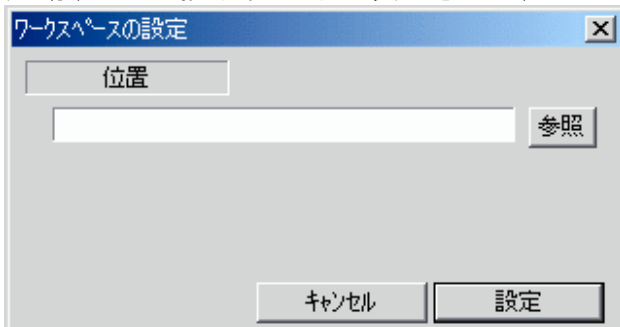 ワークスペースの設定
位置
参照
キャンセル
設定